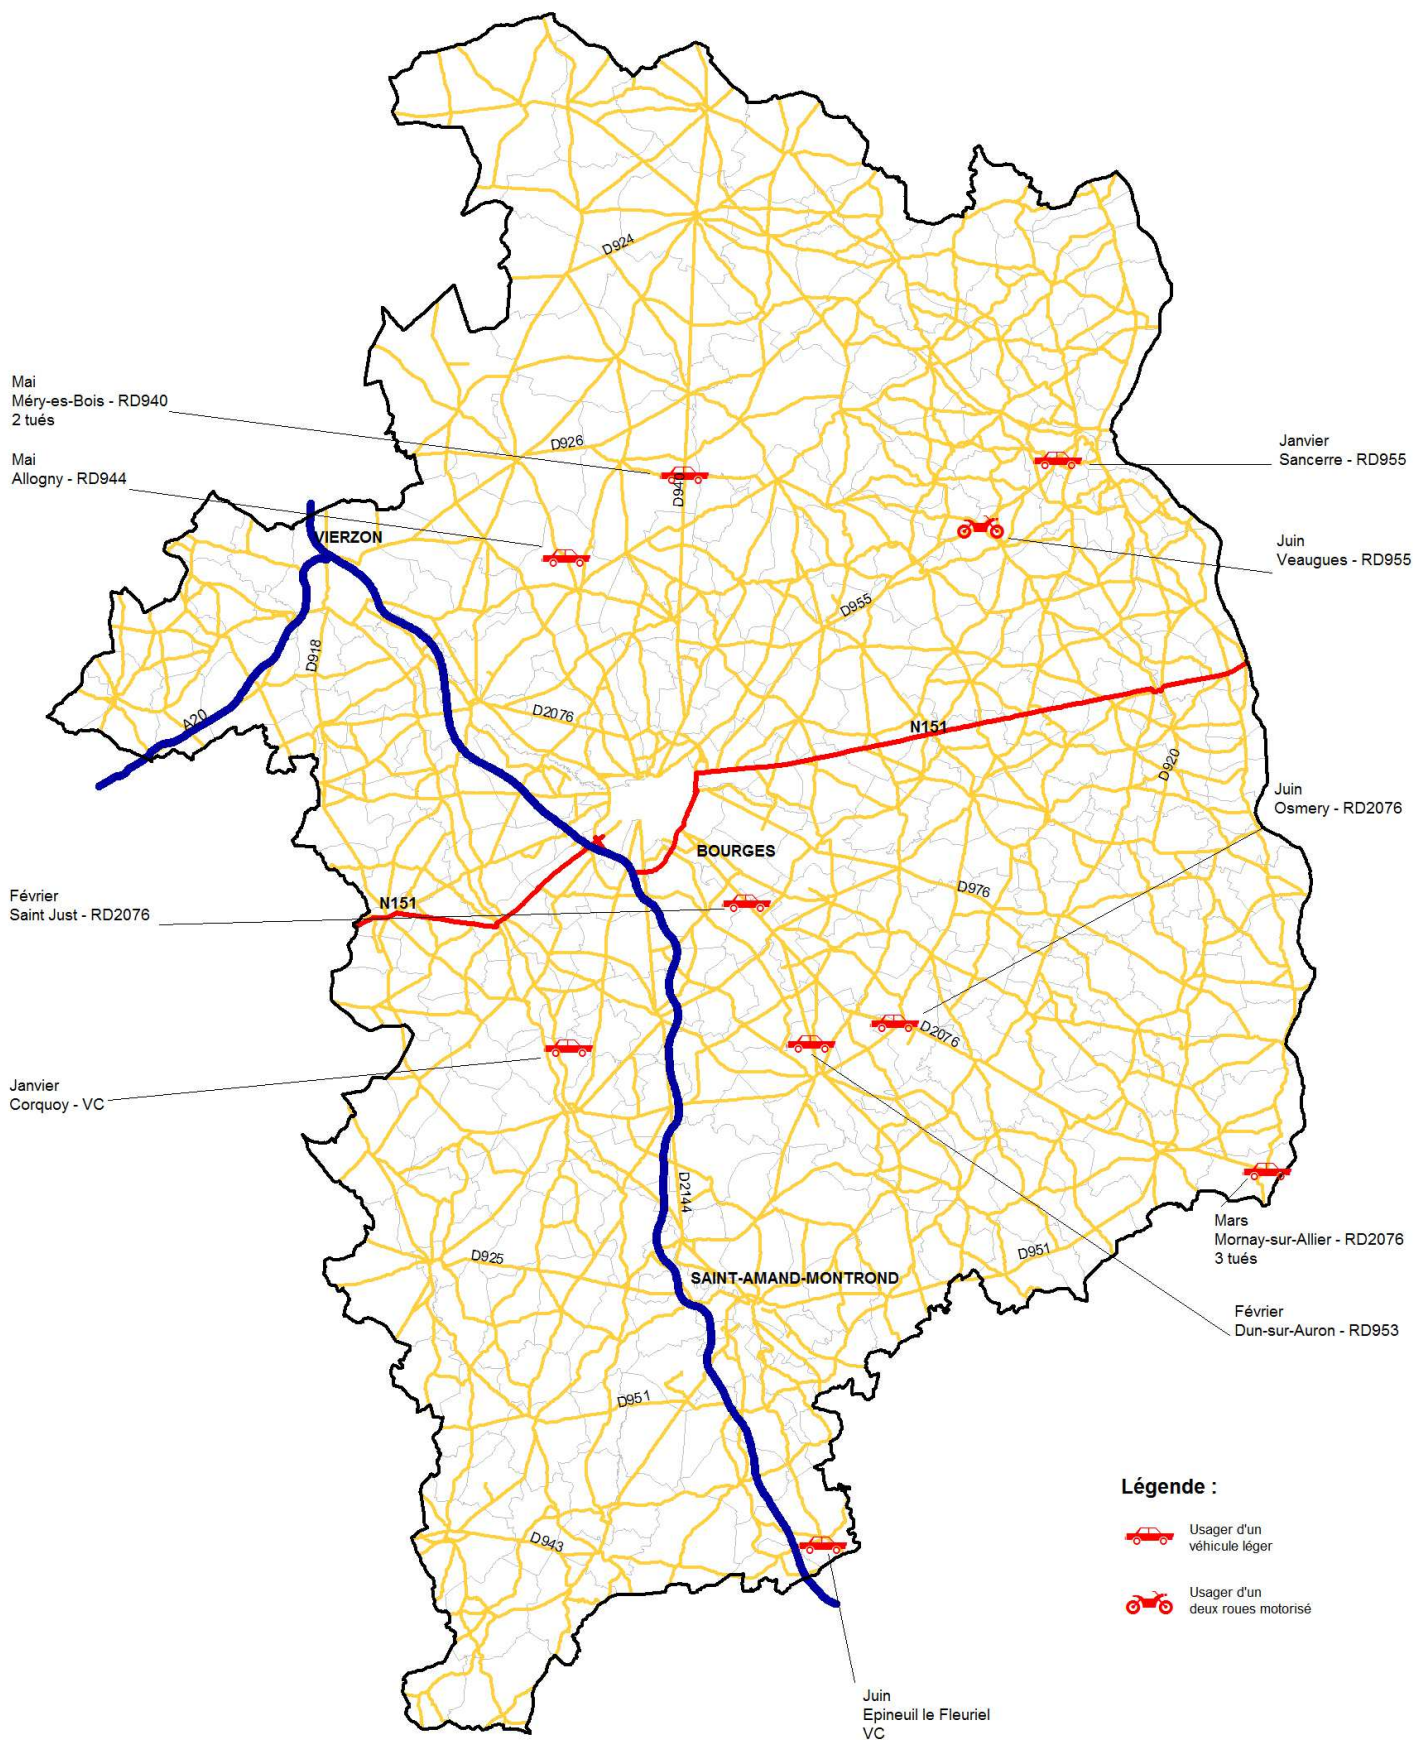 D924
Mai
Méry-es-Bois - RD940
2 tués
D926
Janvier
Sancerre - RD955
Mai
Allogny - RD944
D940
VIERZON
Juin
Veaugues - RD955
D955
D918
A20
D2076
N151
D920
Juin
Osmery - RD2076
BOURGES
D976
Février
Saint Just - RD2076
N151
D2076
Janvier
Corquoy - VC
D2144
Mars
Mornay-sur-Allier - RD2076
3 tués
D951
D925
SAINT-AMAND-MONTROND
Février
Dun-sur-Auron - RD953
D951
Légende :
Usager d'un
véhicule léger
D943
Usager d'un
deux roues motorisé
Juin
Epineuil le Fleuriel
VC